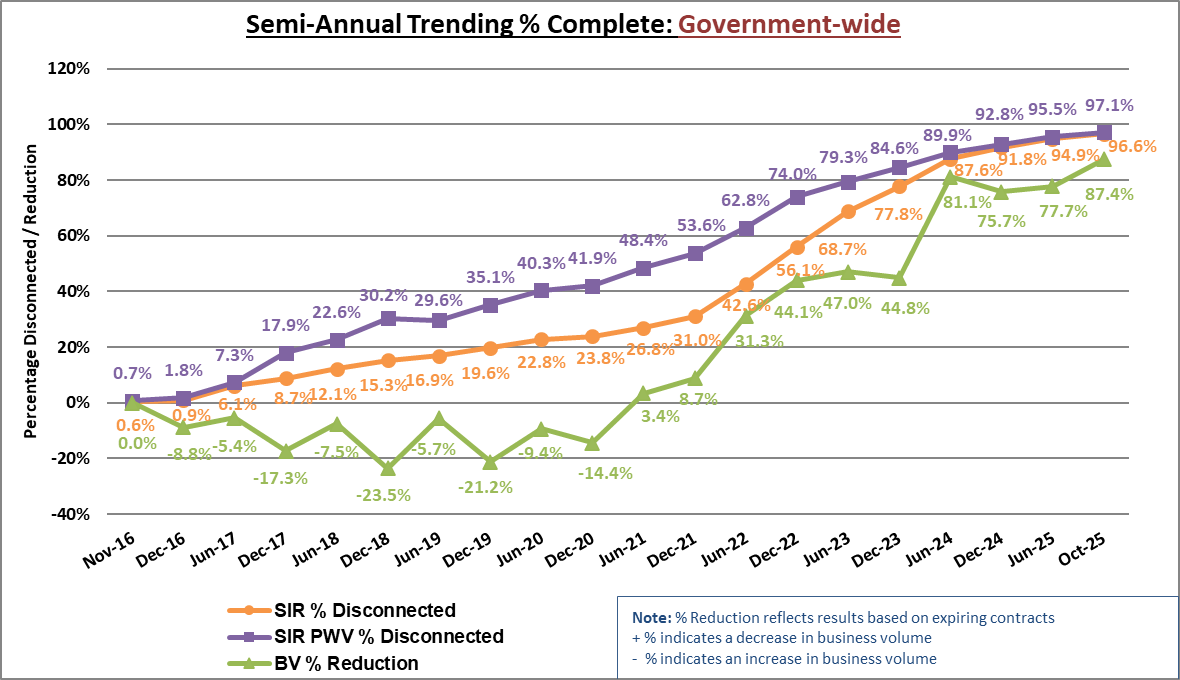 Semi-Annual Trending % Complete: Government-wide
Percentage Disconnected / Reduction
120%
100%
80%
60%
40%
20%
0%
-20%
-40%
0.7% 1.8% 7.3% 17.9% 22.6% 30.2% 29.6% 35.1% 40.3% 41.9% 48.4% 53.6% 62.8% 74.0% 79.3% 84.6% 89.9% 92.8% 95.5% 97.1%
0.6% 0.9% 6.1% 8.7% 12.1% 15.3% 16.9% 19.6% 22.8% 23.8% 26.8% 31.0% 42.6% 56.1% 68.7% 77.8% 87.6% 91.8% 94.9% 96.6%
0.0% -8.8% -5.4% -17.3% -7.5% -23.5% -5.7% -21.2% -9.4% -14.4% 3.4% 8.7% 31.3% 44.1% 47.0% 44.8% 81.1% 75.7% 77.7% 87.4%
Nov-16 Dec-16 Jun-17 Dec-17 Jun-18 Dec-18 Jun-19 Dec-19 Jun-20 Dec-20 Jun-21 Dec-21 Jun-22 Dec-22 Jun-23 Dec-23 Jun-24 Dec-24 Jun-25 Oct-25
SIR % Disconnected
SIR PWV % Disconnected
BV % Reduction
Note: % Reduction reflects results based on expiring contracts
+ % indicates a decrease in business volume
- % indicates an increase in business volume